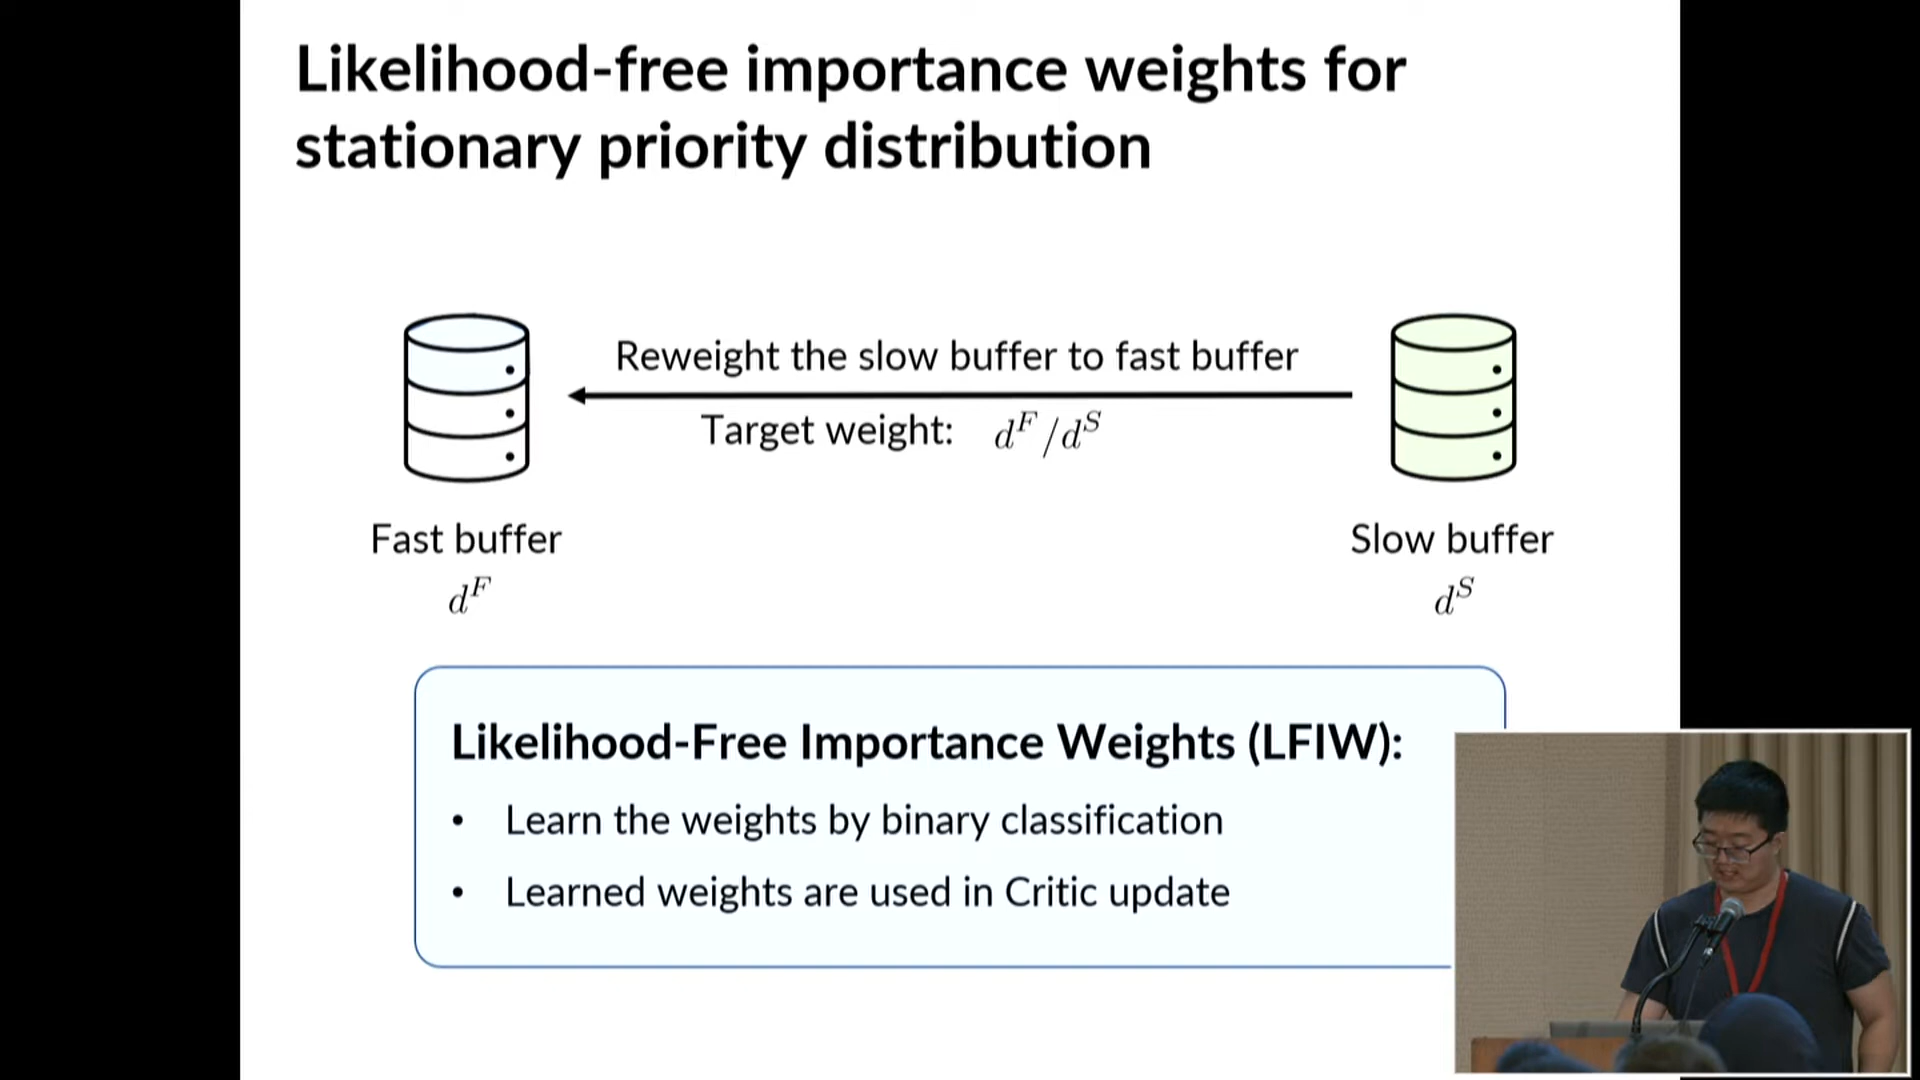 Likelihood-free importance weights for
stationary priority distribution
Reweight the slow buffer to fast buffer
Target weight: d^F/d^S
Fast buffer
d^F
Slow buffer
d^S
Likelihood-Free Importance Weights (LFIW):
• Learn the weights by binary classification
• Learned weights are used in Critic update